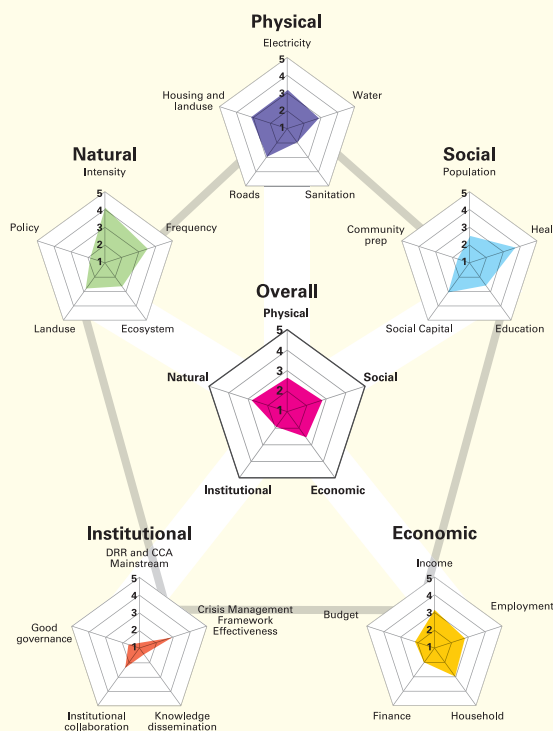 Physical
Electricity
5
4
3
2
1
Housing and
landuse
Water
Roads
Sanitation
Natural
Intensity
5
4
3
2
1
Policy
Frequency
Landuse
Ecosystem
Social
Population
5
4
3
2
1
Community
prep
Heal
Social Capital
Education
Overall
Physical
5
4
3
2
1
Natural
Social
Institutional
Economic
Institutional
DRR and CCA
Mainstream
5
4
3
2
1
Good
governance
Crisis Management
Framework
Effectiveness
Institutional
collaboration
Knowledge
dissemination
Economic
Income
5
4
3
2
1
Budget
Employment
Finance
Household